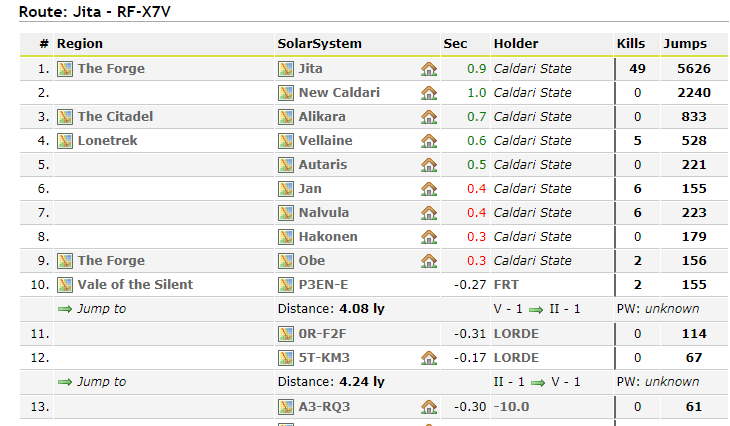 Route: Jita - RF-X7V
# Region SolarSystem Sec Holder Kills Jumps
1. The Forge Jita 0.9 Caldari State 49 5626
2. New Caldari 1.0 Caldari State 0 2240
3. The Citadel Alikara 0.7 Caldari State 0 833
4. Lonetrek Vellaine 0.6 Caldari State 5 528
5. Autaris 0.5 Caldari State 0 221
6. Jan 0.4 Caldari State 6 155
7. Nalvula 0.4 Caldari State 6 223
8. Hakonen 0.3 Caldari State 0 179
9. The Forge Obe 0.3 Caldari State 2 156
10. Vale of the Silent P3EN-E -0.27 FRT 2 155
Jump to Distance: 4.08 ly V - 1 II - 1 PW: unknown
11. 0R-F2F -0.31 LORDE 0 114
12. 5T-KM3 -0.17 LORDE 0 67
Jump to Distance: 4.24 ly II - 1 V - 1 PW: unknown
13. A3-RQ3 -0.30 -10.0 0 61